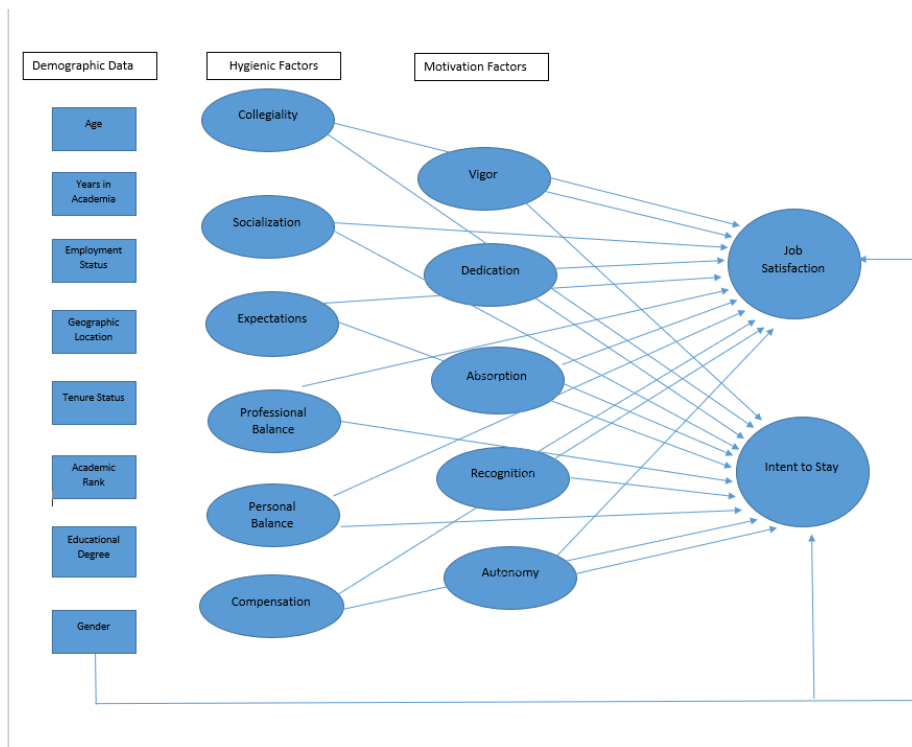 Demographic Data
Hygienic Factors
Motivation Factors
Age
Years in
Academia
Employment
Status
Geographic
Location
Tenure Status
Academic
Rank
Educational
Degree
Gender
Collegiality
Socialization
Expectations
Professional
Balance
Personal
Balance
Compensation
Vigor
Dedication
Absorption
Recognition
Autonomy
Job
Satisfaction
Intent to Stay